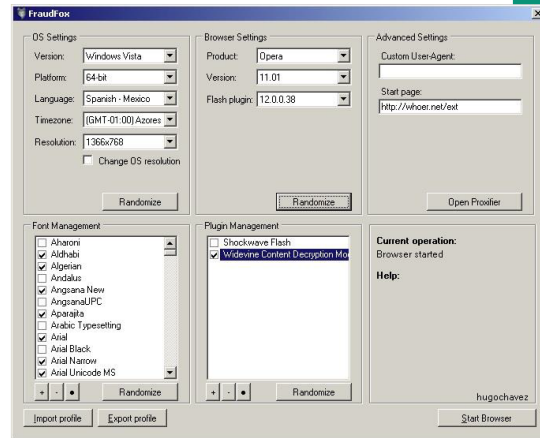 FraudFox
OS Settings
Version: Windows Vista
Platform: 64-bit
Language: Spanish - Mexico
Timezone: (GMT-01:00) Azores
Resolution: 1366x768
Change OS resolution
Randomize
Browser Settings
Product: Opera
Version: 11.01
Flash plugin: 12.0.0.38
Randomize
Advanced Settings
Custom User-Agent:
Start page:
http://whoer.net/ext
Open Proxifier
Font Management
Aharoni
Aldhabi
Algerian
Andalus
Angsana New
AngsanaUPC
Aparajita
Arabic Typesetting
Arial
Arial Black
Arial Narrow
Arial Unicode MS
+ - ●
Randomize
Plugin Management
Shockwave Flash
Widevine Content Decryption Mo
+ - ●
Randomize
Current operation:
Browser started
Help:
hugochavez
Import profile
Export profile
Start Browser